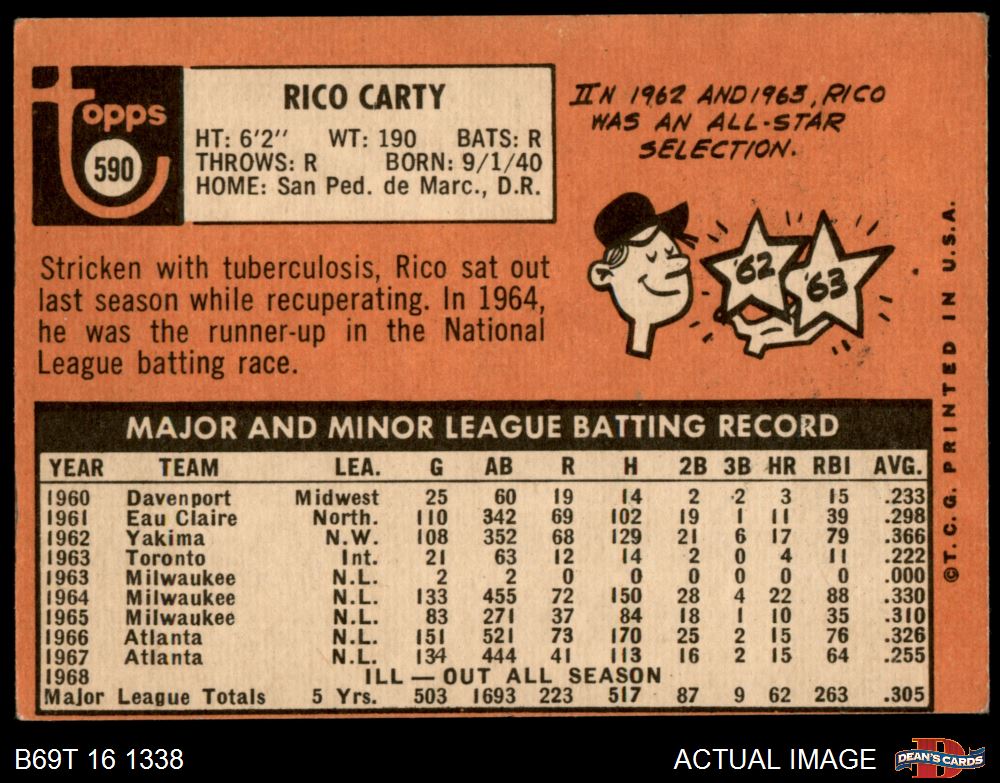 Topps
590
RICO CARTY
HT: 6'2" WT: 190 BATS: R
THROWS: R BORN: 9/1/40
HOME: San Ped. de Marc., D.R.
IN 1962 AND 1963, RICO
WAS AN ALL-STAR
SELECTION.
'62
'63
Stricken with tuberculosis, Rico sat out
last season while recuperating. In 1964,
he was the runner-up in the National
League batting race.
MAJOR AND MINOR LEAGUE BATTING RECORD
YEAR TEAM LEA. G AB R H 2B 3B HR RBI AVG.
1960 Davenport Midwest 25 60 19 14 2 2 3 15 .233
1961 Eau Claire North. 110 342 69 102 19 1 11 39 .298
1962 Yakima N.W. 108 352 68 129 21 6 17 79 .366
1963 Toronto Int. 21 63 12 14 2 0 4 11 .222
1963 Milwaukee N.L. 2 2 0 0 0 0 0 0 .000
1964 Milwaukee N.L. 133 455 72 150 28 4 22 88 .330
1965 Milwaukee N.L. 83 271 37 84 18 1 10 35 .310
1966 Atlanta N.L. 151 521 73 170 25 2 15 76 .326
1967 Atlanta N.L. 134 444 41 113 16 2 15 64 .255
1968 ILL — OUT ALL SEASON
Major League Totals 5 Yrs. 503 1693 223 517 87 9 62 263 .305
©T.C.G. PRINTED IN U.S.A.
B69T 16 1338
ACTUAL IMAGE
D
DEAN'S CARDS